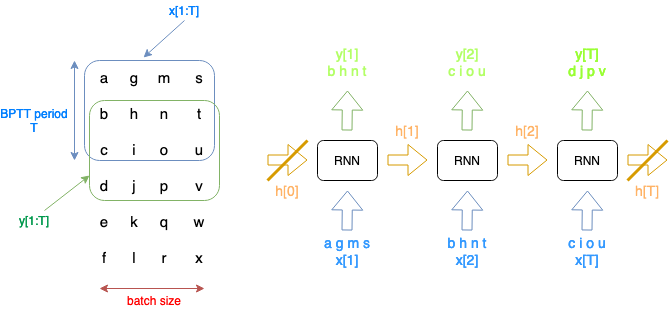 x[1:T]
a g m s
b h n t
c i o u
d j p v
e k q w
f l r x
BPTT period
T
y[1:T]
batch size
y[1]
b h n t
y[2]
c i o u
y[T]
d j p v
h[0]
RNN
h[1]
RNN
h[2]
RNN
h[T]
a g m s
x[1]
b h n t
x[2]
c i o u
x[T]